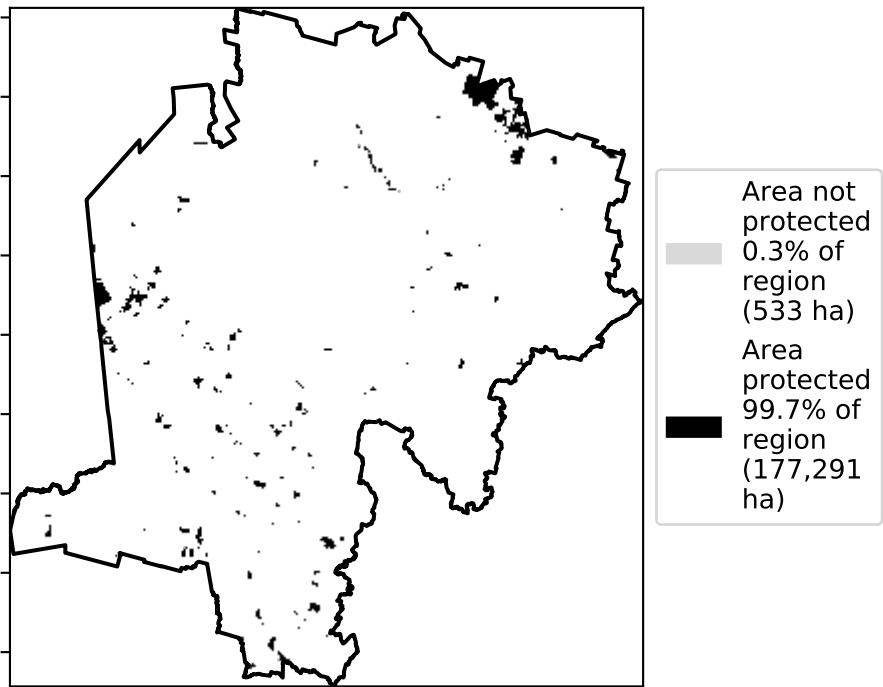 Area not
protected
0.3% of
region
(533 ha)
Area
protected
99.7% of
region
(177,291
ha)